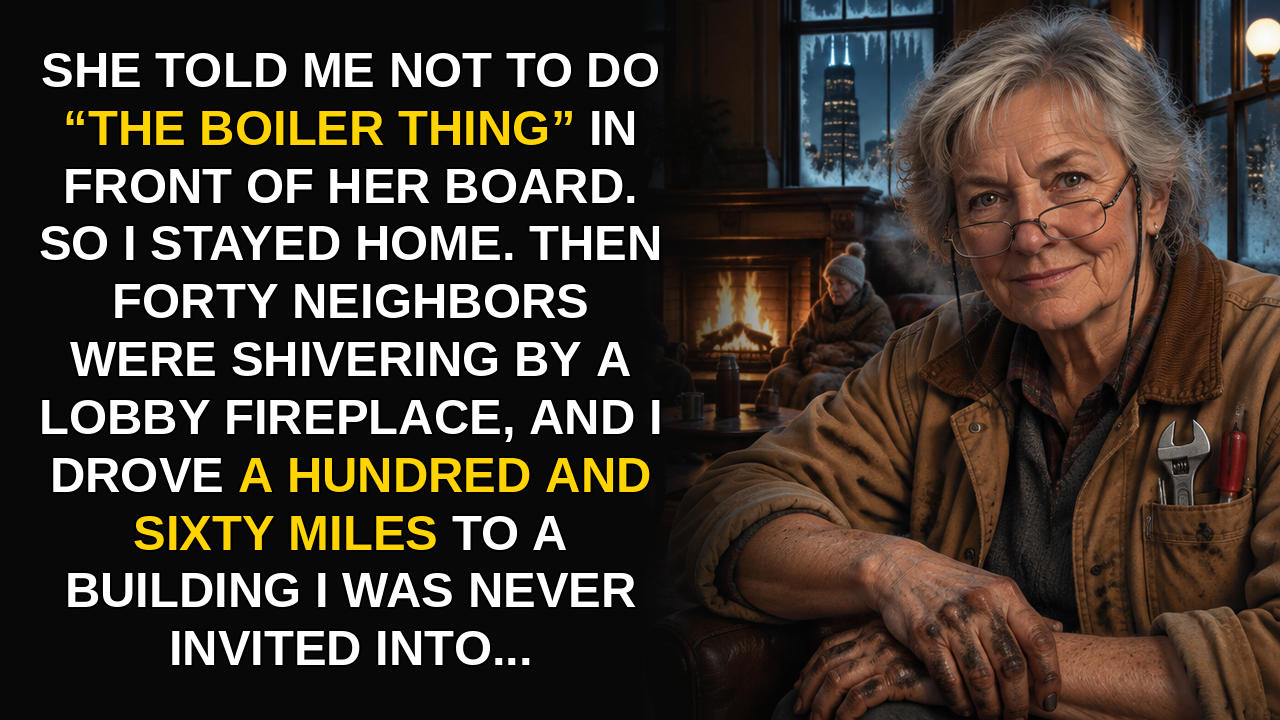 SHE TOLD ME NOT TO DO
“THE BOILER THING” IN
FRONT OF HER BOARD.
SO I STAYED HOME. THEN
FORTY NEIGHBORS
WERE SHIVERING BY A
LOBBY FIREPLACE, AND I
DROVE A HUNDRED AND
SIXTY MILES TO A
BUILDING I WAS NEVER
INVITED INTO...